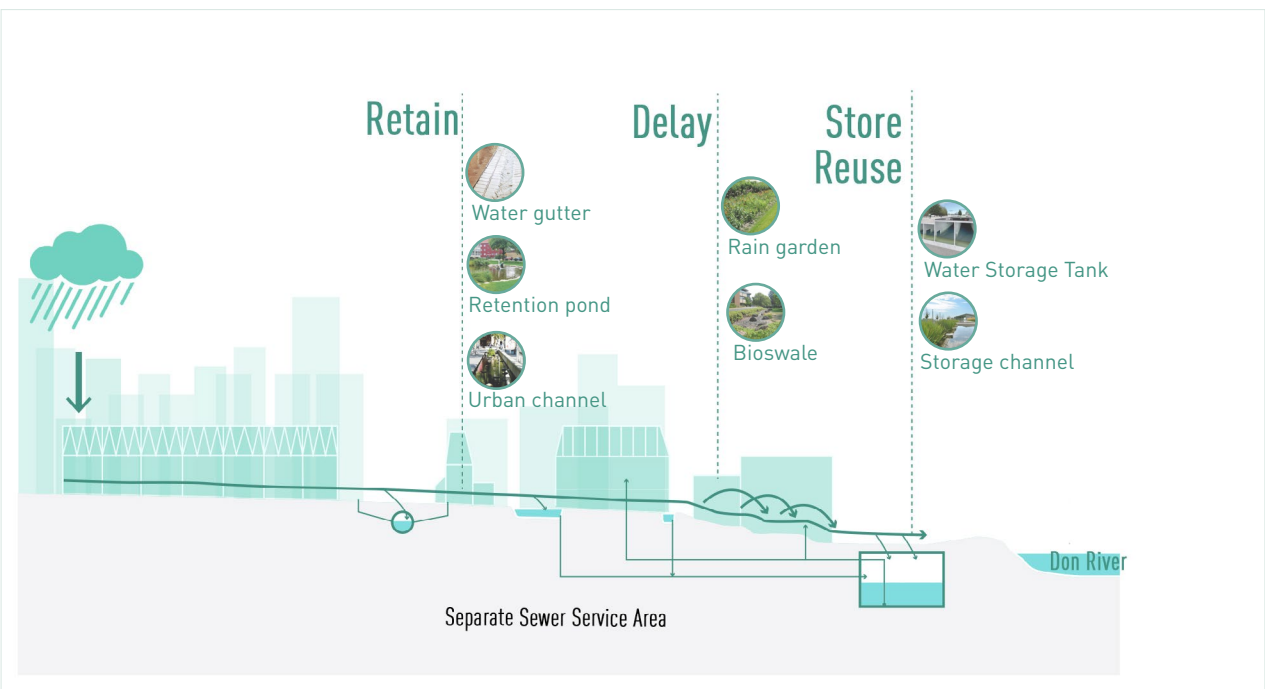 Retain
Water gutter
Retention pond
Urban channel
Delay
Rain garden
Bioswale
Store
Reuse
Water Storage Tank
Storage channel
Don River
Separate Sewer Service Area